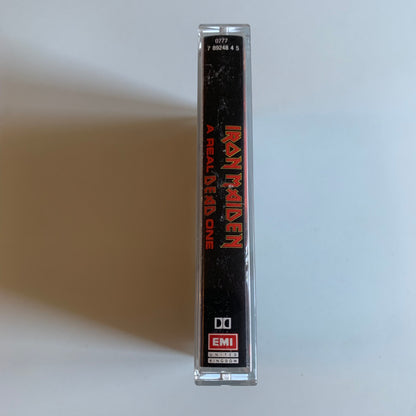 0777
7 89248 4 5
IRON MAIDEN
A REAL DEAD ONE
EMI
UNITED
KINGDOM